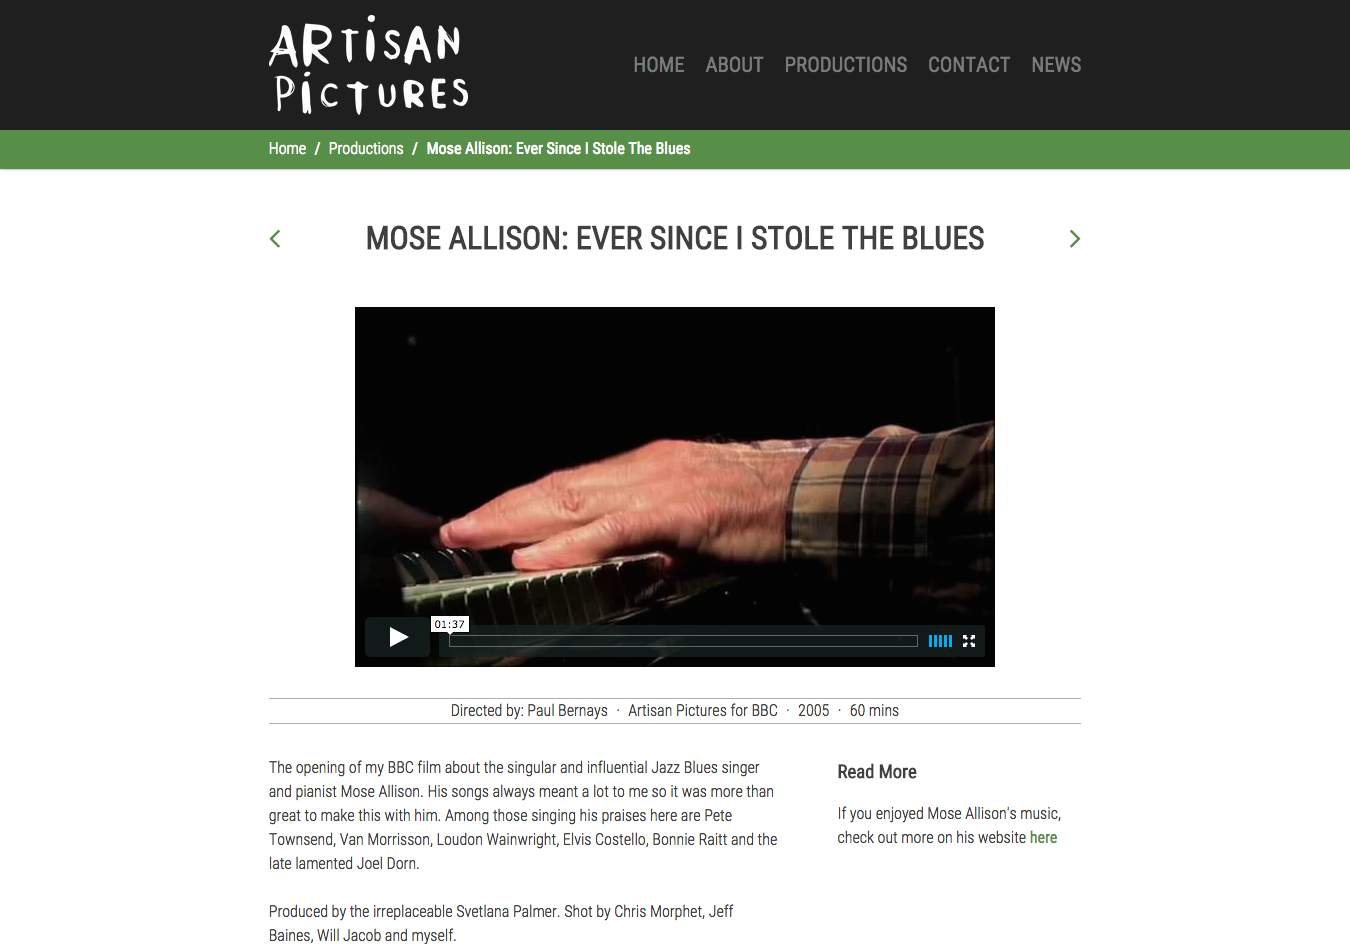 ARTISAN
PICTURES
HOME ABOUT PRODUCTIONS CONTACT NEWS
Home / Productions / Mose Allison: Ever Since I Stole The Blues
MOSE ALLISON: EVER SINCE I STOLE THE BLUES
01:37
Directed by: Paul Bernays · Artisan Pictures for BBC · 2005 · 60 mins
The opening of my BBC film about the singular and influential Jazz Blues singer
and pianist Mose Allison. His songs always meant a lot to me so it was more than
great to make this with him. Among those singing his praises here are Pete
Townsend, Van Morrisson, Loudon Wainwright, Elvis Costello, Bonnie Raitt and the
late lamented Joel Dorn.
Produced by the irreplaceable Svetlana Palmer. Shot by Chris Morphet, Jeff
Baines, Will Jacob and myself.
Read More
If you enjoyed Mose Allison's music,
check out more on his website here